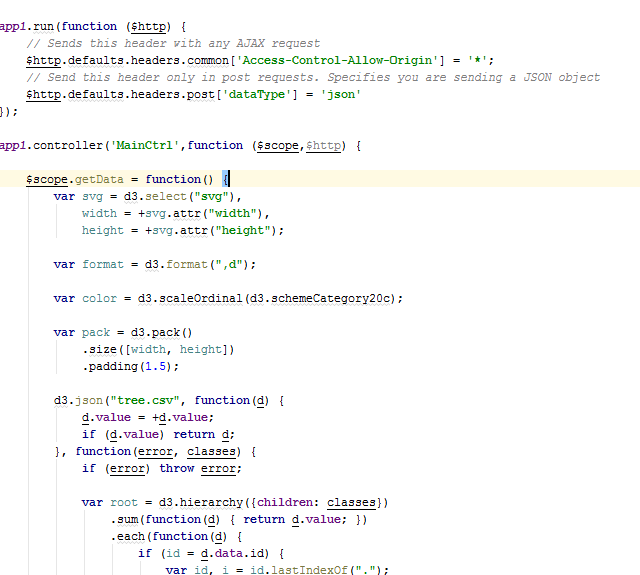 app1.run(function ($http) {
// Sends this header with any AJAX request
$http.defaults.headers.common['Access-Control-Allow-Origin'] = '*';
// Send this header only in post requests. Specifies you are sending a JSON object
$http.defaults.headers.post['dataType'] = 'json'
});
app1.controller('MainCtrl',function ($scope,$http) {
$scope.getData = function() {
var svg = d3.select("svg"),
width = +svg.attr("width"),
height = +svg.attr("height");
var format = d3.format(",d");
var color = d3.scaleOrdinal(d3.schemeCategory20c);
var pack = d3.pack()
.size([width, height])
.padding(1.5);
d3.json("tree.csv", function(d) {
d.value = +d.value;
if (d.value) return d;
}, function(error, classes) {
if (error) throw error;
var root = d3.hierarchy({children: classes})
.sum(function(d) { return d.value; })
.each(function(d) {
if (id = d.data.id) {
var id, i = id.lastIndexOf(".");